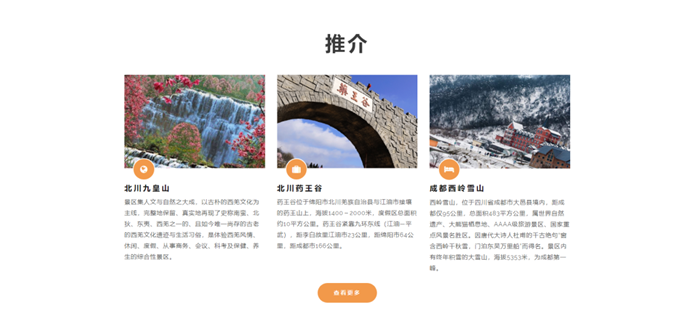 推介
谷王药
北川九皇山
景区集人文与自然之大成，以古朴的西羌文化为
主线，完整地保留、真实地再现了史称湔氐、北
狄、东夷、西羌之一的、且如今唯一尚存的古老
的西羌文化遗迹与生活习俗，是体验西羌风情、
休闲、度假、从事商务、会议、科考及保健、养
生的综合性景区。
北川药王谷
药王谷位于绵阳市北川羌族自治县与江油市接壤
的药王山上，海拔1400～2000米，度假区总面积
约10平方公里。药王谷紧靠九环东线（江油—平
武），距李白故里江油市23公里、距绵阳市64公
里、距成都市166公里。
成都西岭雪山
西岭雪山，位于四川省成都市大邑县境内，距成
都仅95公里，总面积483平方公里，属世界自然
遗产、大熊猫栖息地、AAAA级旅游景区、国家重
点风景名胜区。因唐代大诗人杜甫的千古绝句“窗
含西岭千秋雪，门泊东吴万里船”而得名。景区内
有终年积雪的大雪山，海拔5353米，为成都第一
峰。
查看更多